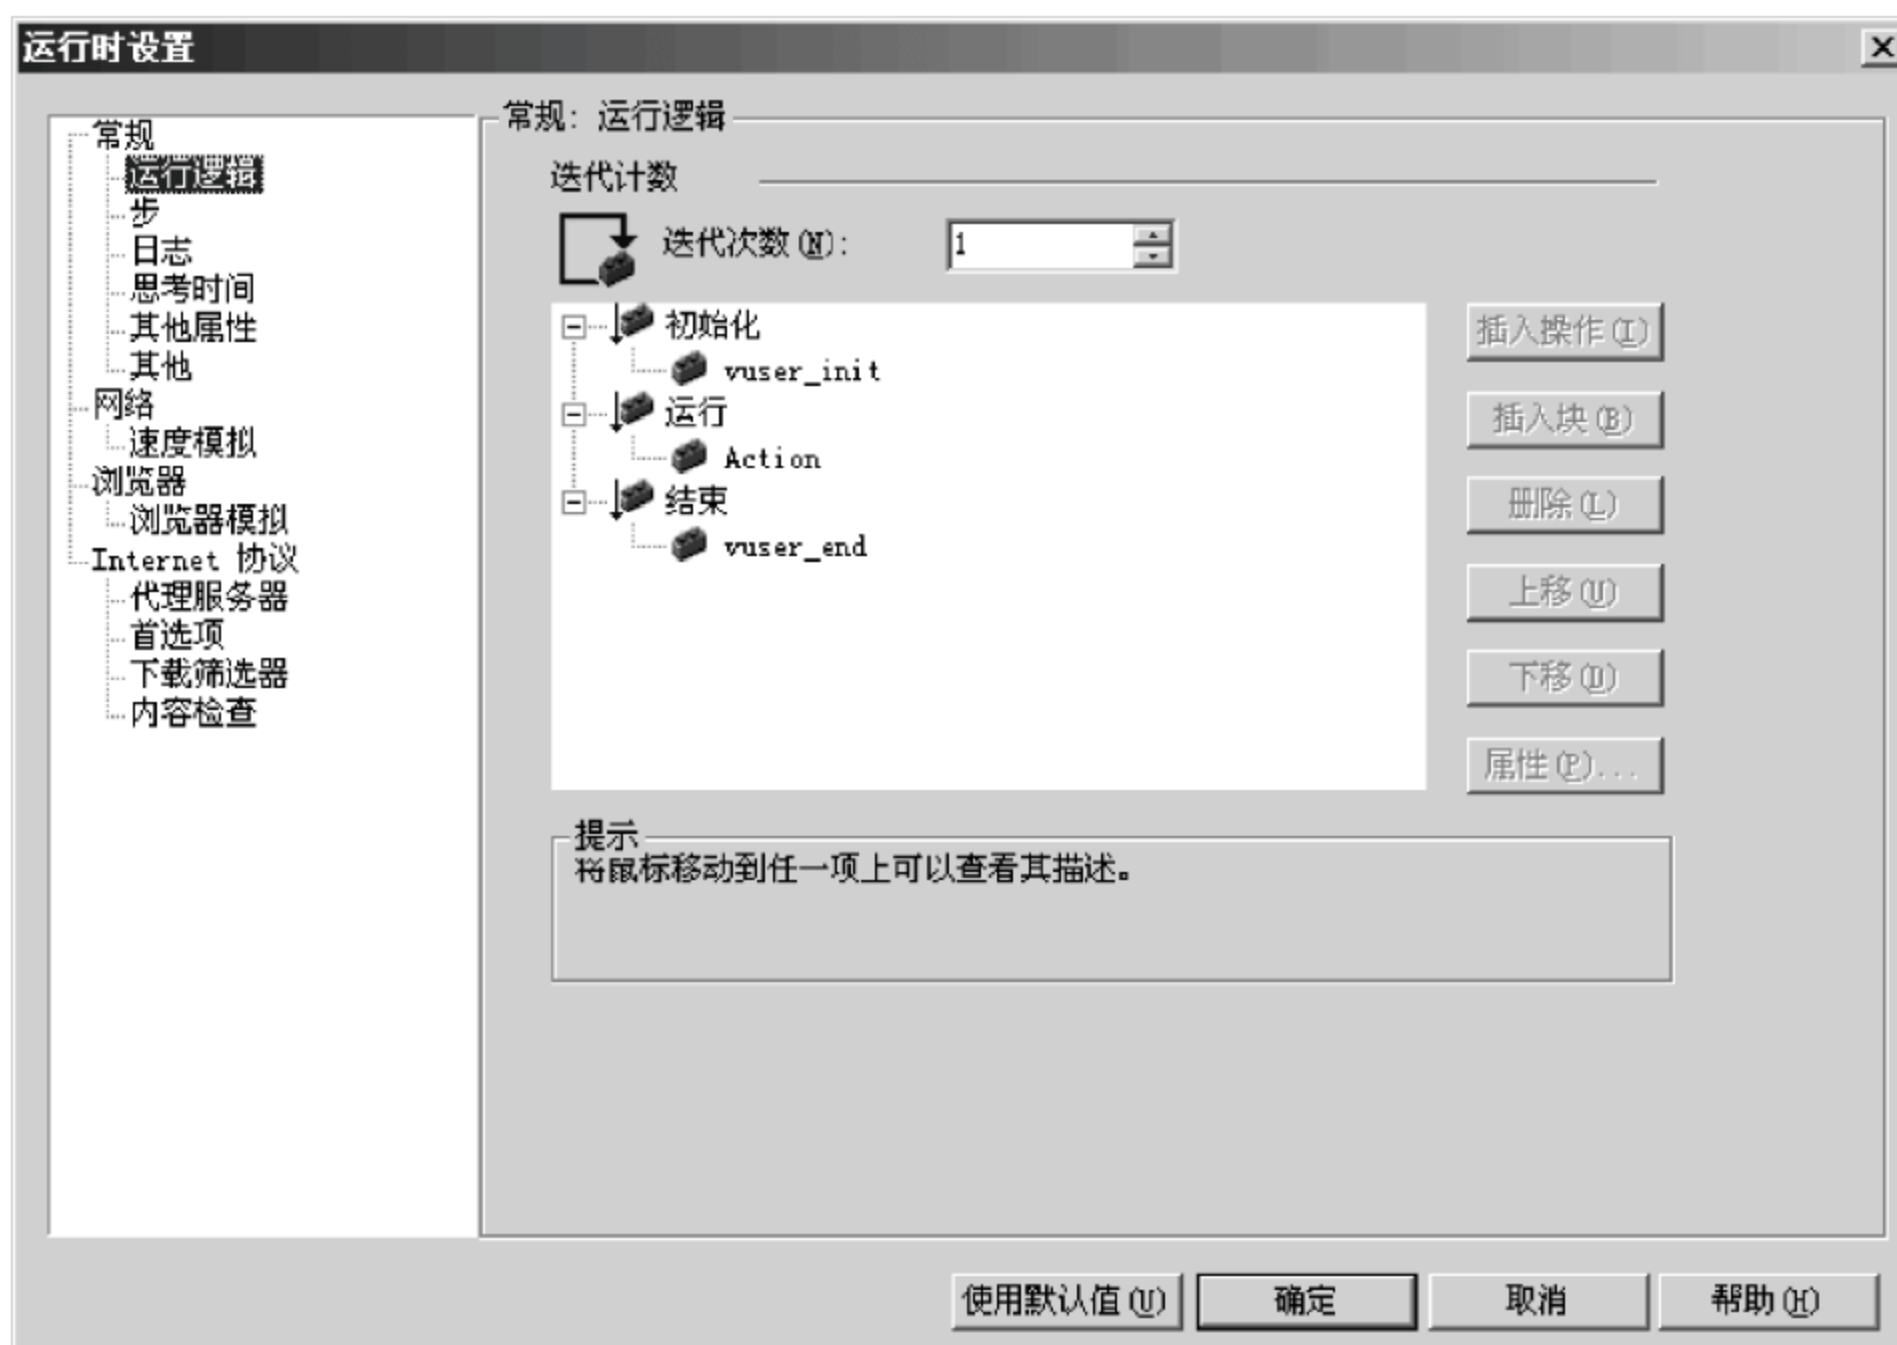 运行时设置
常规
运行逻辑
步
日志
思考时间
其他属性
其他
网络
速度模拟
浏览器
浏览器模拟
Internet 协议
代理服务器
首选项
下载筛选器
内容检查
常规: 运行逻辑
迭代计数
迭代次数(N):
1
初始化
vuser_init
运行
Action
结束
vuser_end
插入操作(I)
插入块(B)
删除(L)
上移(U)
下移(D)
属性(P)...
提示
将鼠标移动到任一项上可以查看其描述。
使用默认值(U)
确定
取消
帮助(H)